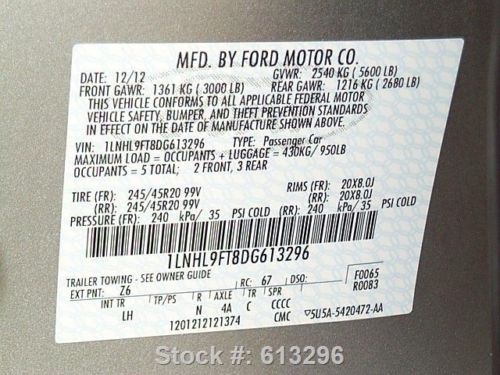 MFD. BY FORD MOTOR CO.
DATE: 12/12 GVWR: 2540 KG ( 5600 LB)
FRONT GAWR: 1361 KG ( 3000 LB) REAR GAWR: 1216 KG ( 2680 LB)
THIS VEHICLE CONFORMS TO ALL APPLICABLE FEDERAL MOTOR
VEHICLE SAFETY, BUMPER, AND THEFT PREVENTION STANDARDS
IN EFFECT ON THE DATE OF MANUFACTURE SHOWN ABOVE.
VIN: 1LNHL9FT8DG613296 TYPE: Passenger Car
MAXIMUM LOAD = OCCUPANTS + LUGGAGE = 430KG/ 950LB
OCCUPANTS = 5 TOTAL; 2 FRONT, 3 REAR
TIRE (FR): 245/45R20 99V RIMS (FR): 20X8.0J
(RR): 245/45R20 99V (RR): 20X8.0J
PRESSURE (FR): 240 kPa/ 35 PSI COLD (RR): 240 kPa/ 35 PSI COLD
1LNHL9FT8DG613296
TRAILER TOWING - SEE OWNER GUIDE
EXT PNT: Z6 RC: 67 DSO: F0065
R0083
INT TR TP/PS R AXLE TR SPR
LH N 4A C CCCC
1201212121374 CMC ▽5U5A-5420472-AA
Stock #: 613296